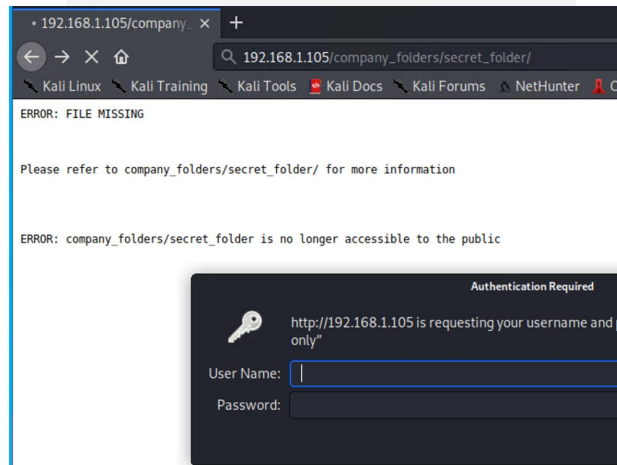 192.168.1.105/company_
192.168.1.105/company_folders/secret_folder/
Kali Linux Kali Training Kali Tools Kali Docs Kali Forums NetHunter
ERROR: FILE MISSING
Please refer to company_folders/secret_folder/ for more information
ERROR: company_folders/secret_folder is no longer accessible to the public
Authentication Required
http://192.168.1.105 is requesting your username and
only”
User Name:
Password: